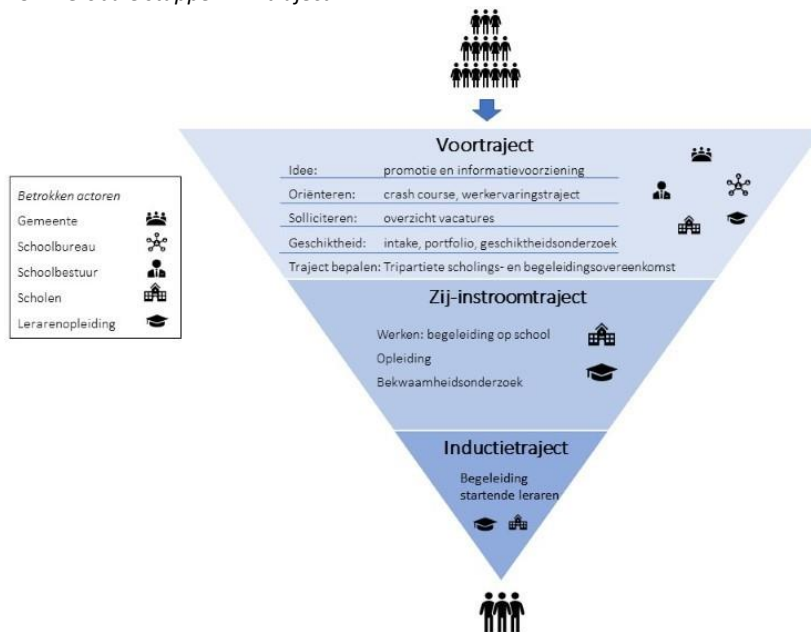 Voortraject
Idee: promotie en informatievoorziening
Oriënteren: crash course, werkervaringstraject
Solliciteren: overzicht vacatures
Geschiktheid: intake, portfolio, geschiktheidsonderzoek
Traject bepalen: Tripartiete scholings- en begeleidingsovereenkomst
Betrokken actoren
Gemeente
Schoolbureau
Schoolbestuur
Scholen
Lerarenopleiding
Zij-instroomtraject
Werken: begeleiding op school
Opleiding
Bekwaamheidsonderzoek
Inductietraject
Begeleiding
startende leraren